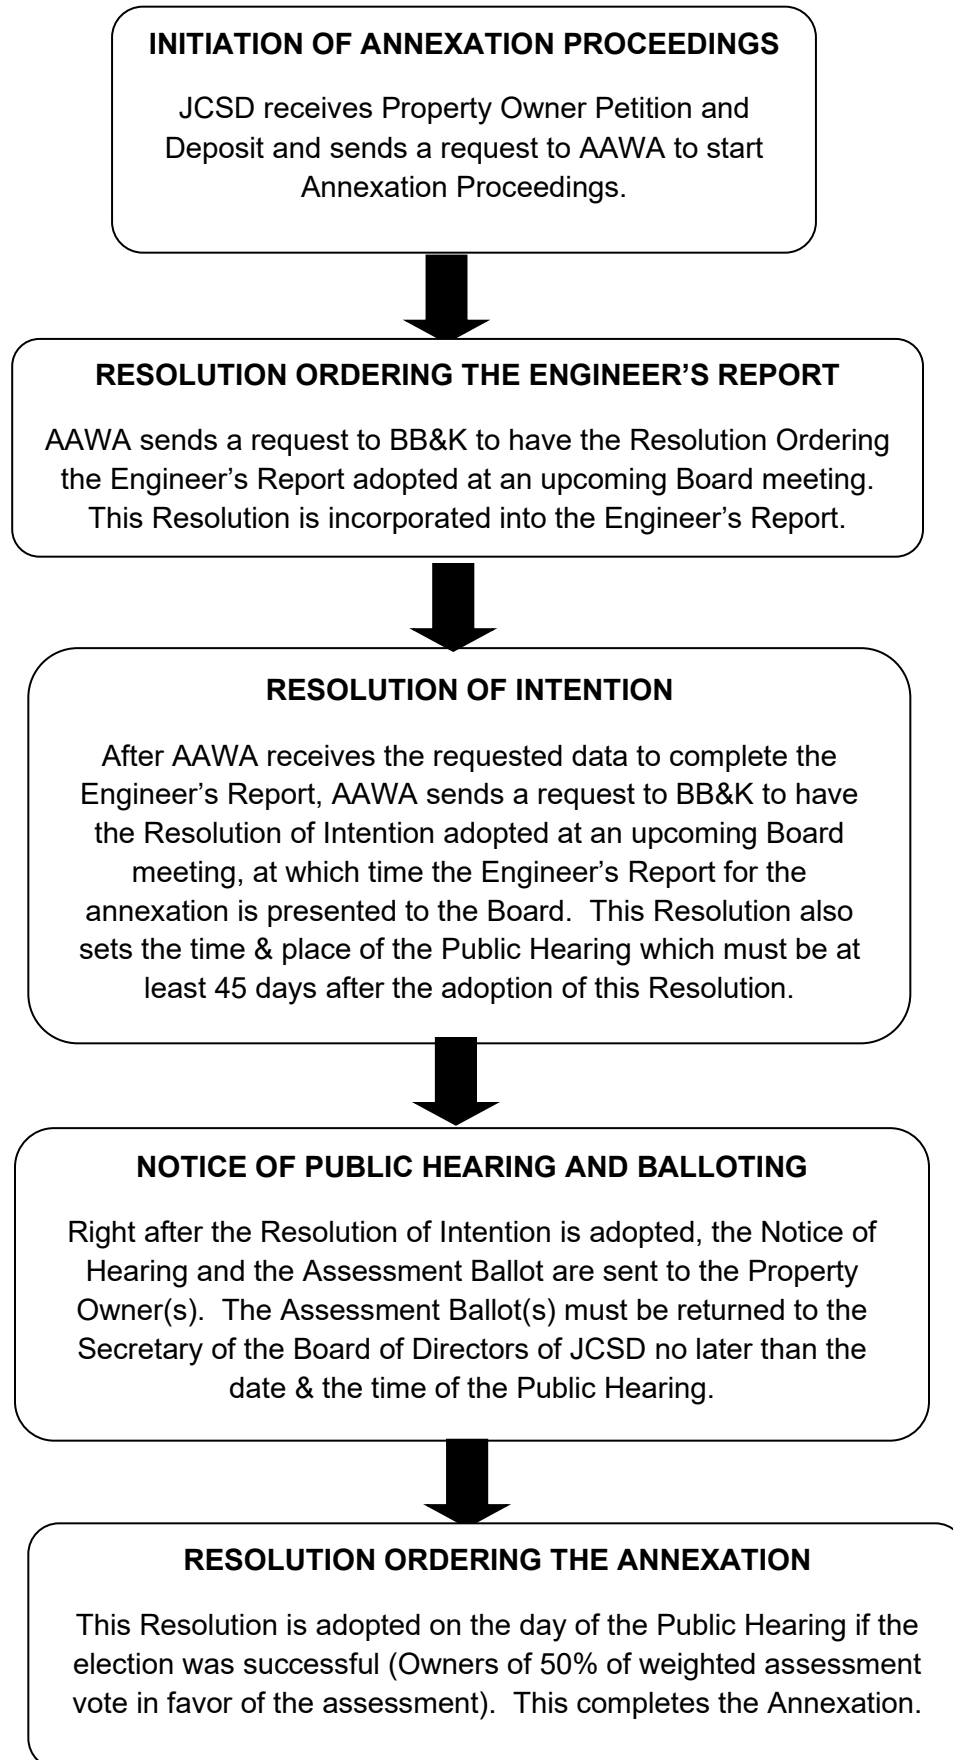 INITIATION OF ANNEXATION PROCEEDINGS
JCSD receives Property Owner Petition and
Deposit and sends a request to AAWA to start
Annexation Proceedings.
RESOLUTION ORDERING THE ENGINEER’S REPORT
AAWA sends a request to BB&K to have the Resolution Ordering
the Engineer’s Report adopted at an upcoming Board meeting.
This Resolution is incorporated into the Engineer’s Report.
RESOLUTION OF INTENTION
After AAWA receives the requested data to complete the
Engineer’s Report, AAWA sends a request to BB&K to have
the Resolution of Intention adopted at an upcoming Board
meeting, at which time the Engineer’s Report for the
annexation is presented to the Board.  This Resolution also
sets the time & place of the Public Hearing which must be at
least 45 days after the adoption of this Resolution.
NOTICE OF PUBLIC HEARING AND BALLOTING
Right after the Resolution of Intention is adopted, the Notice of
Hearing and the Assessment Ballot are sent to the Property
Owner(s).  The Assessment Ballot(s) must be returned to the
Secretary of the Board of Directors of JCSD no later than the
date & the time of the Public Hearing.
RESOLUTION ORDERING THE ANNEXATION
This Resolution is adopted on the day of the Public Hearing if the
election was successful (Owners of 50% of weighted assessment
vote in favor of the assessment).  This completes the Annexation.